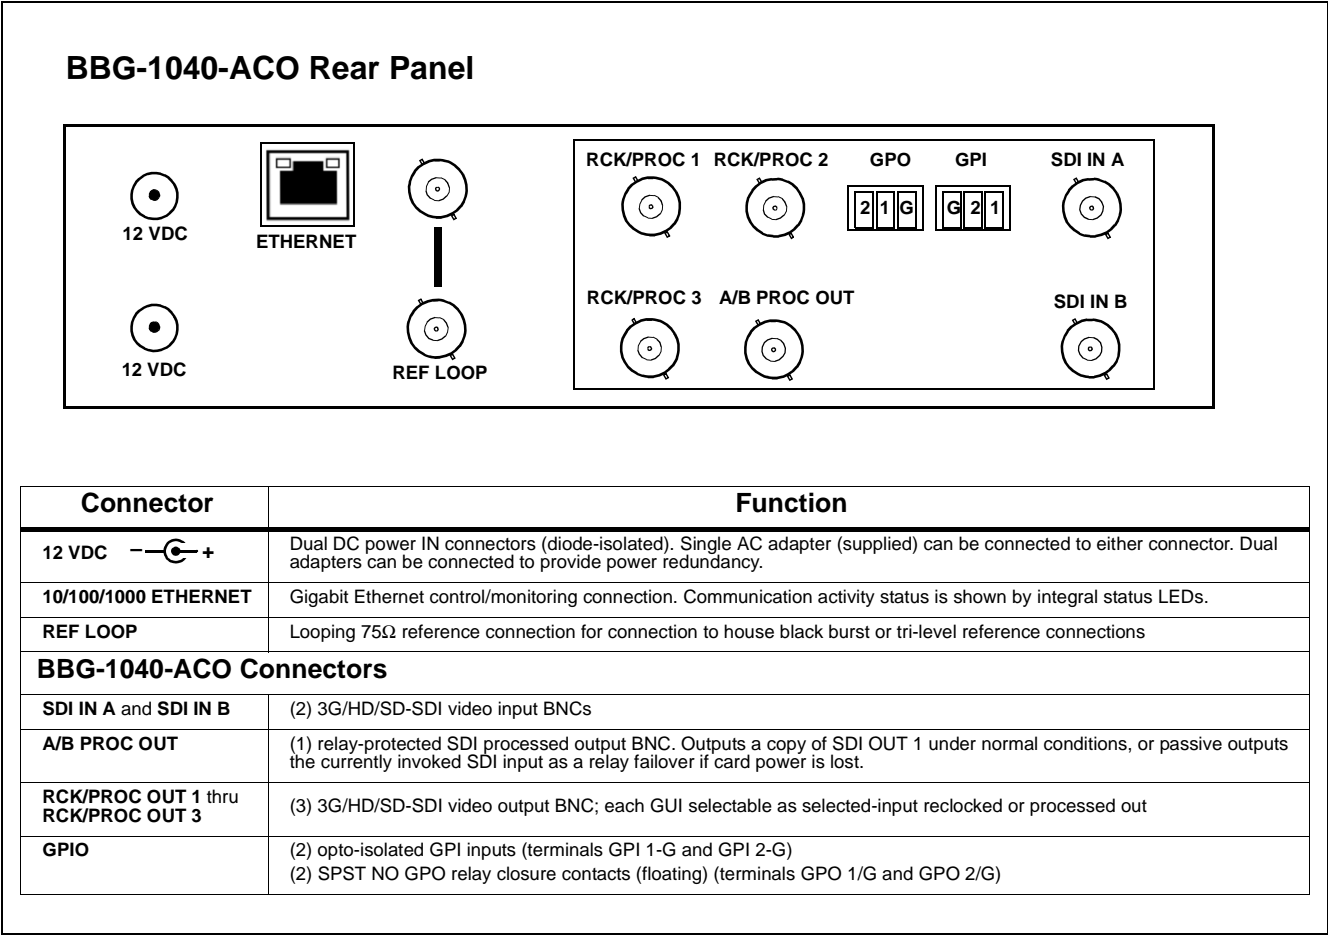 BBG-1040-ACO Rear Panel
RCK/PROC 1 RCK/PROC 2 GPO GPI SDI IN A
2 1 G G 2 1
12 VDC
ETHERNET
RCK/PROC 3 A/B PROC OUT SDI IN B
12 VDC
REF LOOP
Connector Function
12 VDC – + Dual DC power IN connectors (diode-isolated). Single AC adapter (supplied) can be connected to either connector. Dual
adapters can be connected to provide power redundancy.
10/100/1000 ETHERNET Gigabit Ethernet control/monitoring connection. Communication activity status is shown by integral status LEDs.
REF LOOP Looping 75Ω reference connection for connection to house black burst or tri-level reference connections
BBG-1040-ACO Connectors
SDI IN A and SDI IN B (2) 3G/HD/SD-SDI video input BNCs
A/B PROC OUT (1) relay-protected SDI processed output BNC. Outputs a copy of SDI OUT 1 under normal conditions, or passive outputs
the currently invoked SDI input as a relay failover if card power is lost.
RCK/PROC OUT 1 thru
RCK/PROC OUT 3 (3) 3G/HD/SD-SDI video output BNC; each GUI selectable as selected-input reclocked or processed out
GPIO (2) opto-isolated GPI inputs (terminals GPI 1-G and GPI 2-G)
(2) SPST NO GPO relay closure contacts (floating) (terminals GPO 1/G and GPO 2/G)